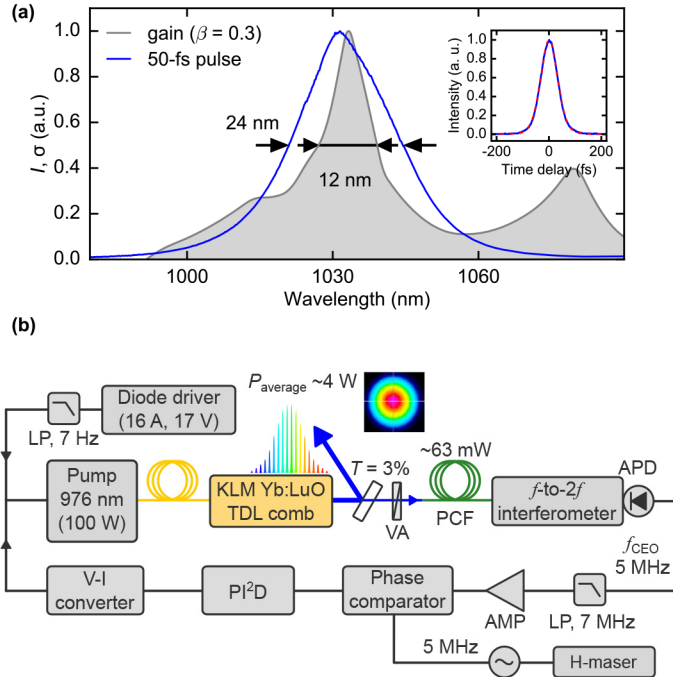 (a)
gain (β = 0.3)
50-fs pulse
1.0
0.8
0.6
0.4
0.2
0.0
I, σ (a.u.)
24 nm
12 nm
1000
1030
1060
Wavelength (nm)
Intensity (a. u.)
1.0
0.8
0.6
0.4
0.2
0.0
-200
0
200
Time delay (fs)
(b)
Diode driver
(16 A, 17 V)
LP, 7 Hz
Pump
976 nm
(100 W)
P average ~4 W
KLM Yb:LuO
TDL comb
T = 3%
VA
~63 mW
PCF
f-to-2f
interferometer
APD
fCEO
5 MHz
V-I
converter
PI²D
Phase
comparator
AMP
LP, 7 MHz
5 MHz
H-maser